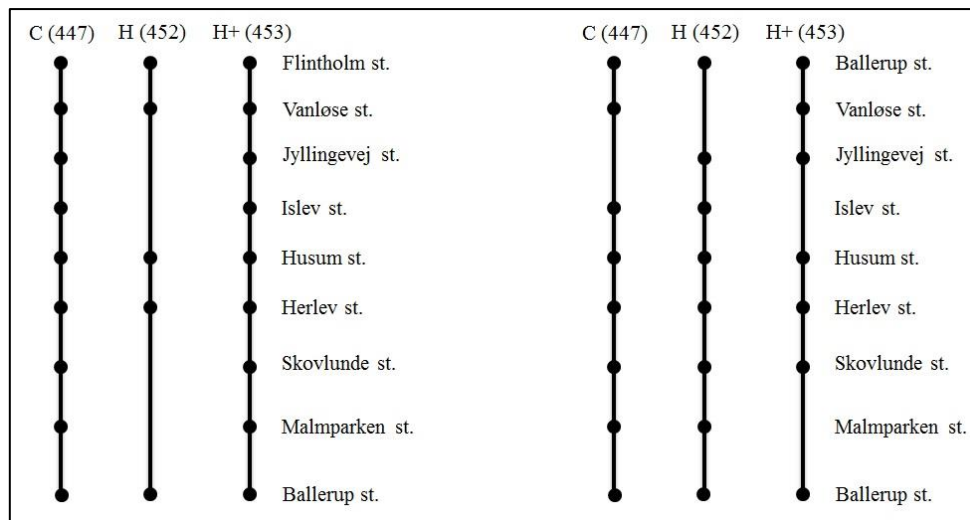 C (447) H (452) H+ (453)
Flintholm st.
Vanløse st.
Jyllingevej st.
Islev st.
Husum st.
Herlev st.
Skovlunde st.
Malmparken st.
Ballerup st.
C (447) H (452) H+ (453)
Ballerup st.
Vanløse st.
Jyllingevej st.
Islev st.
Husum st.
Herlev st.
Skovlunde st.
Malmparken st.
Ballerup st.